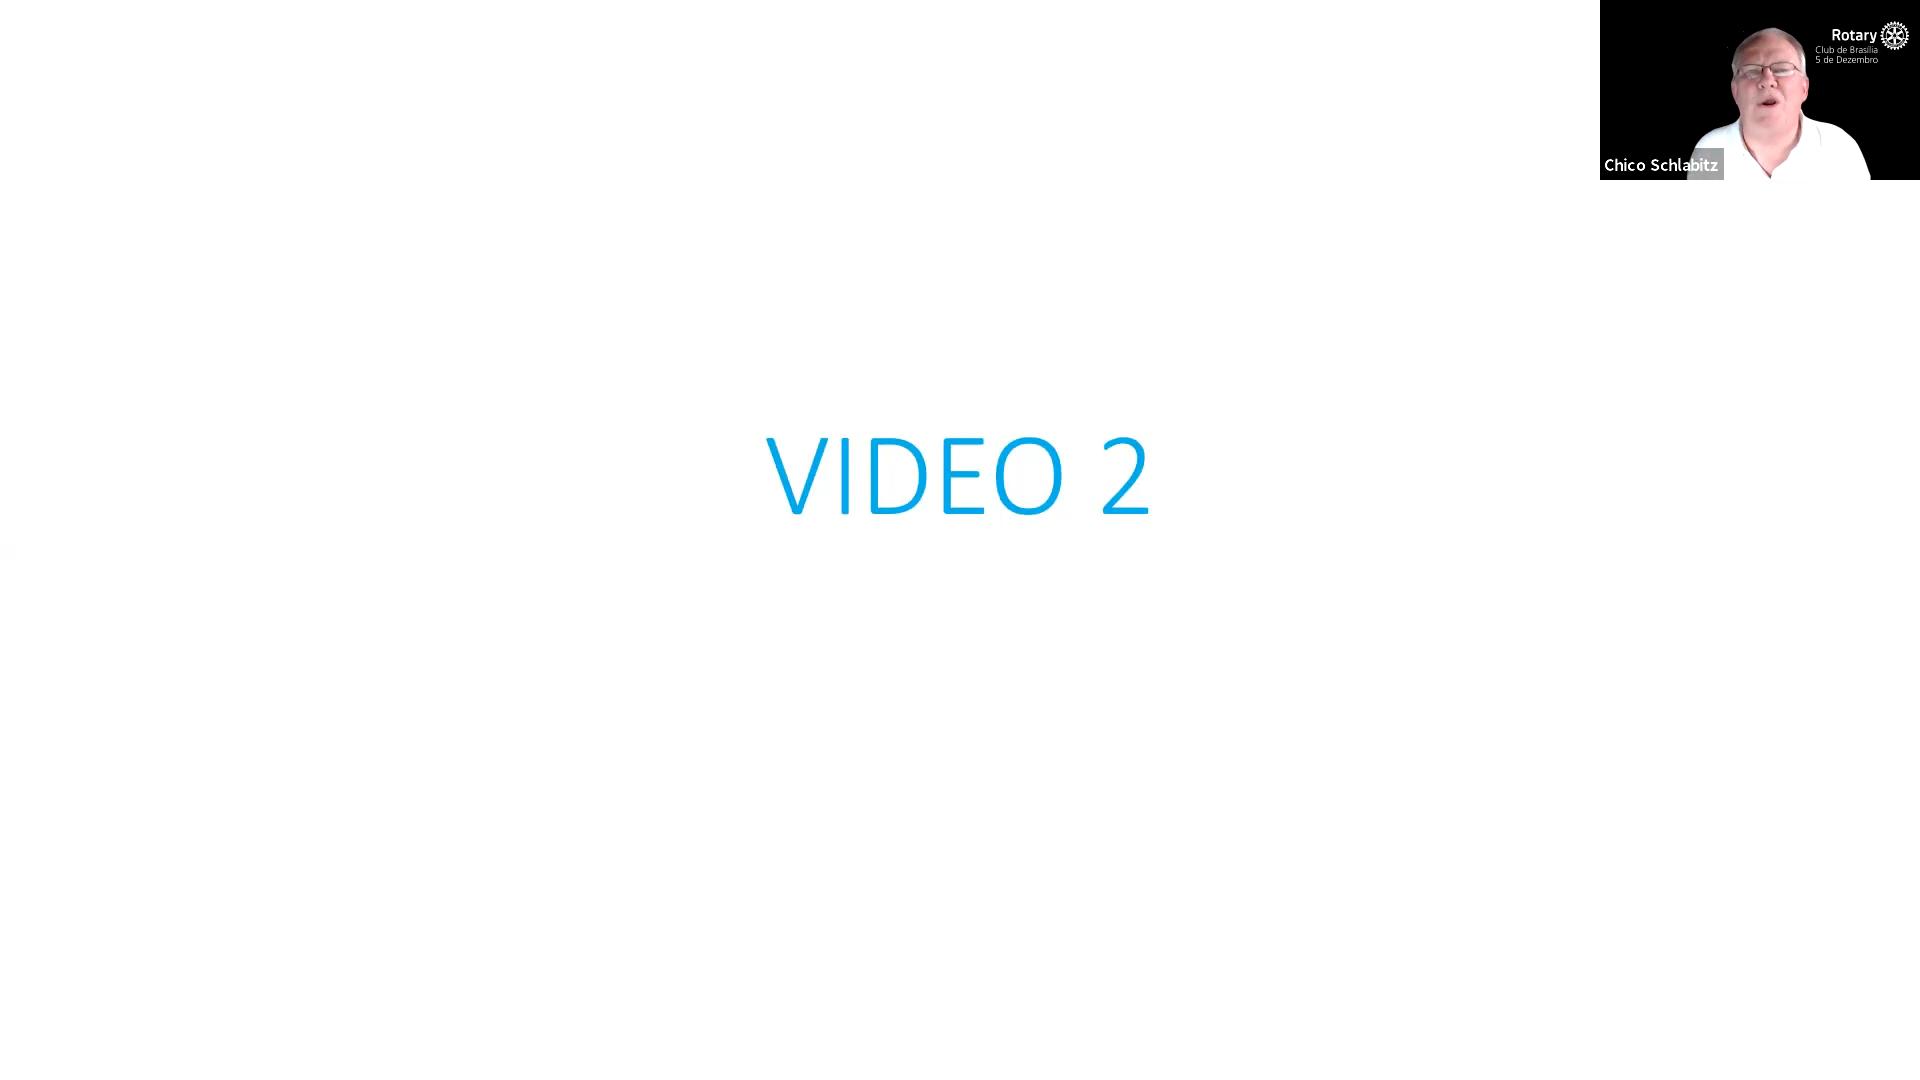 Rotary
Club de Brasília
5 de Dezembro
Chico Schlabitz
VIDEO 2